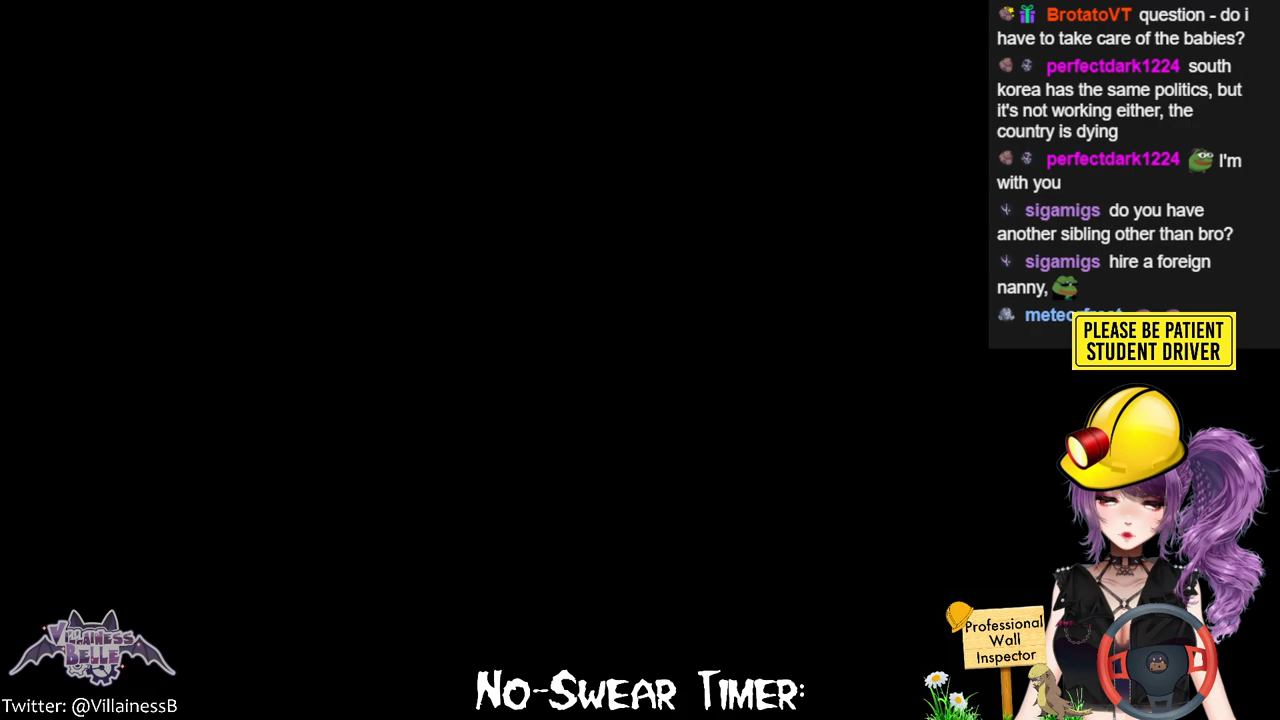 BrotatoVT question - do i
have to take care of the babies?
perfectdark1224 south
korea has the same politics, but
it's not working either, the
country is dying
perfectdark1224 I'm
with you
sigamigs do you have
another sibling other than bro?
sigamigs hire a foreign
nanny,
PLEASE BE PATIENT
STUDENT DRIVER
Professional
Wall
Inspector
VILLAINESS
BELLE
No-Swear Timer:
Twitter: @VillainessB